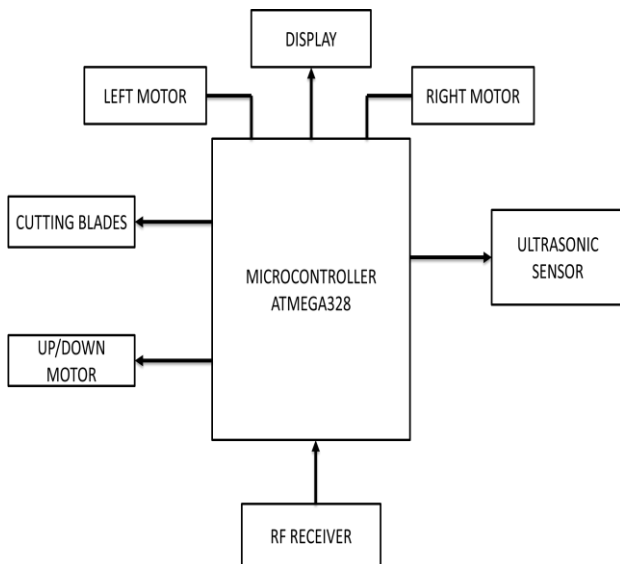 DISPLAY
LEFT MOTOR
RIGHT MOTOR
CUTTING BLADES
MICROCONTROLLER
ATMEGA328
ULTRASONIC
SENSOR
UP/DOWN
MOTOR
RF RECEIVER